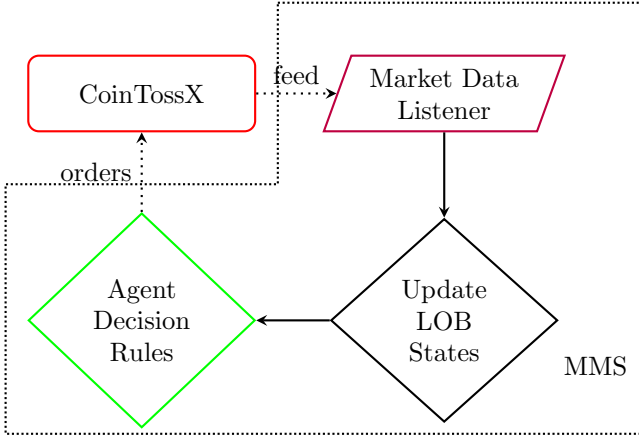 CoinTossX
feed
Market Data
Listener
orders
Agent
Decision
Rules
Update
LOB
States
MMS